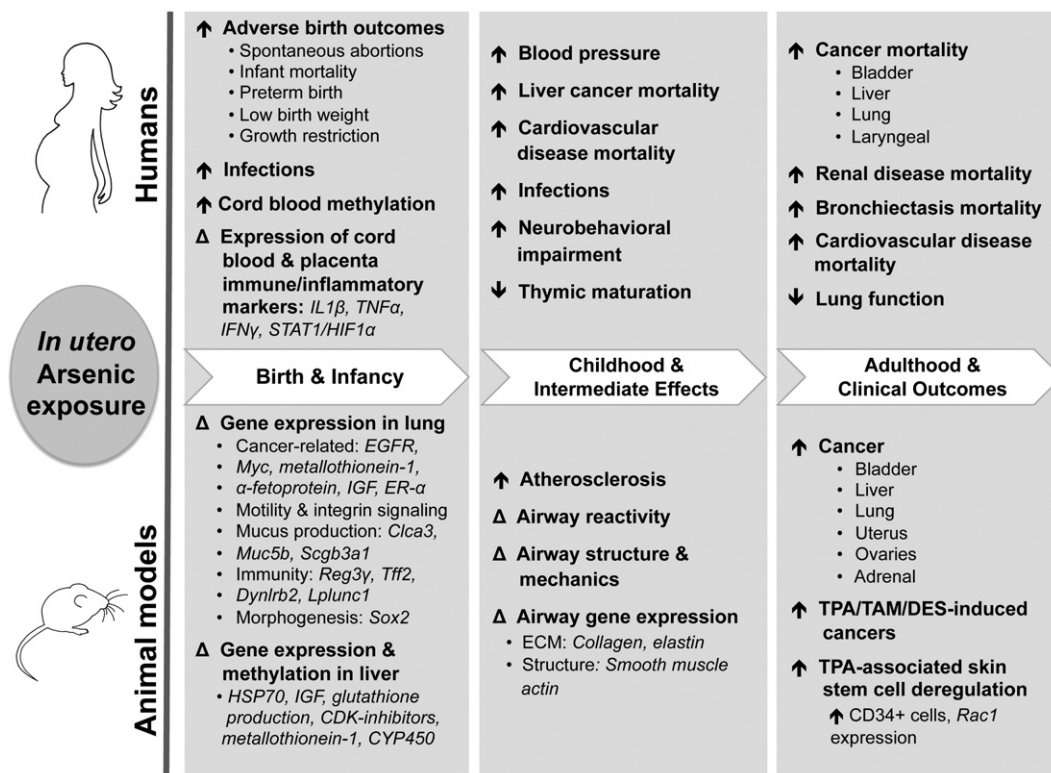 Humans
In utero
Arsenic
exposure
Animal models
↑ Adverse birth outcomes
• Spontaneous abortions
• Infant mortality
• Preterm birth
• Low birth weight
• Growth restriction
↑ Infections
↑ Cord blood methylation
Δ Expression of cord
blood & placenta
immune/inflammatory
markers: IL1β, TNFα,
IFNγ, STAT1/HIF1α
↑ Blood pressure
↑ Liver cancer mortality
↑ Cardiovascular
disease mortality
↑ Infections
↑ Neurobehavioral
impairment
↓ Thymic maturation
↑ Cancer mortality
• Bladder
• Liver
• Lung
• Laryngeal
↑ Renal disease mortality
↑ Bronchiectasis mortality
↑ Cardiovascular disease
mortality
↓ Lung function
Birth & Infancy
Childhood &
Intermediate Effects
Adulthood &
Clinical Outcomes
Δ Gene expression in lung
• Cancer-related: EGFR,
• Myc, metallothionein-1,
• α-fetoprotein, IGF, ER-α
• Motility & integrin signaling
• Mucus production: Clca3,
• Muc5b, Scgb3a1
• Immunity: Reg3γ, Tff2,
• Dynlrb2, Lplunc1
• Morphogenesis: Sox2
Δ Gene expression &
methylation in liver
• HSP70, IGF, glutathione
production, CDK-inhibitors,
metallothionein-1, CYP450
↑ Atherosclerosis
Δ Airway reactivity
Δ Airway structure &
mechanics
Δ Airway gene expression
• ECM: Collagen, elastin
• Structure: Smooth muscle
actin
↑ Cancer
• Bladder
• Liver
• Lung
• Uterus
• Ovaries
• Adrenal
↑ TPA/TAM/DES-induced
cancers
↑ TPA-associated skin
stem cell deregulation
↑ CD34+ cells, Rac1
expression